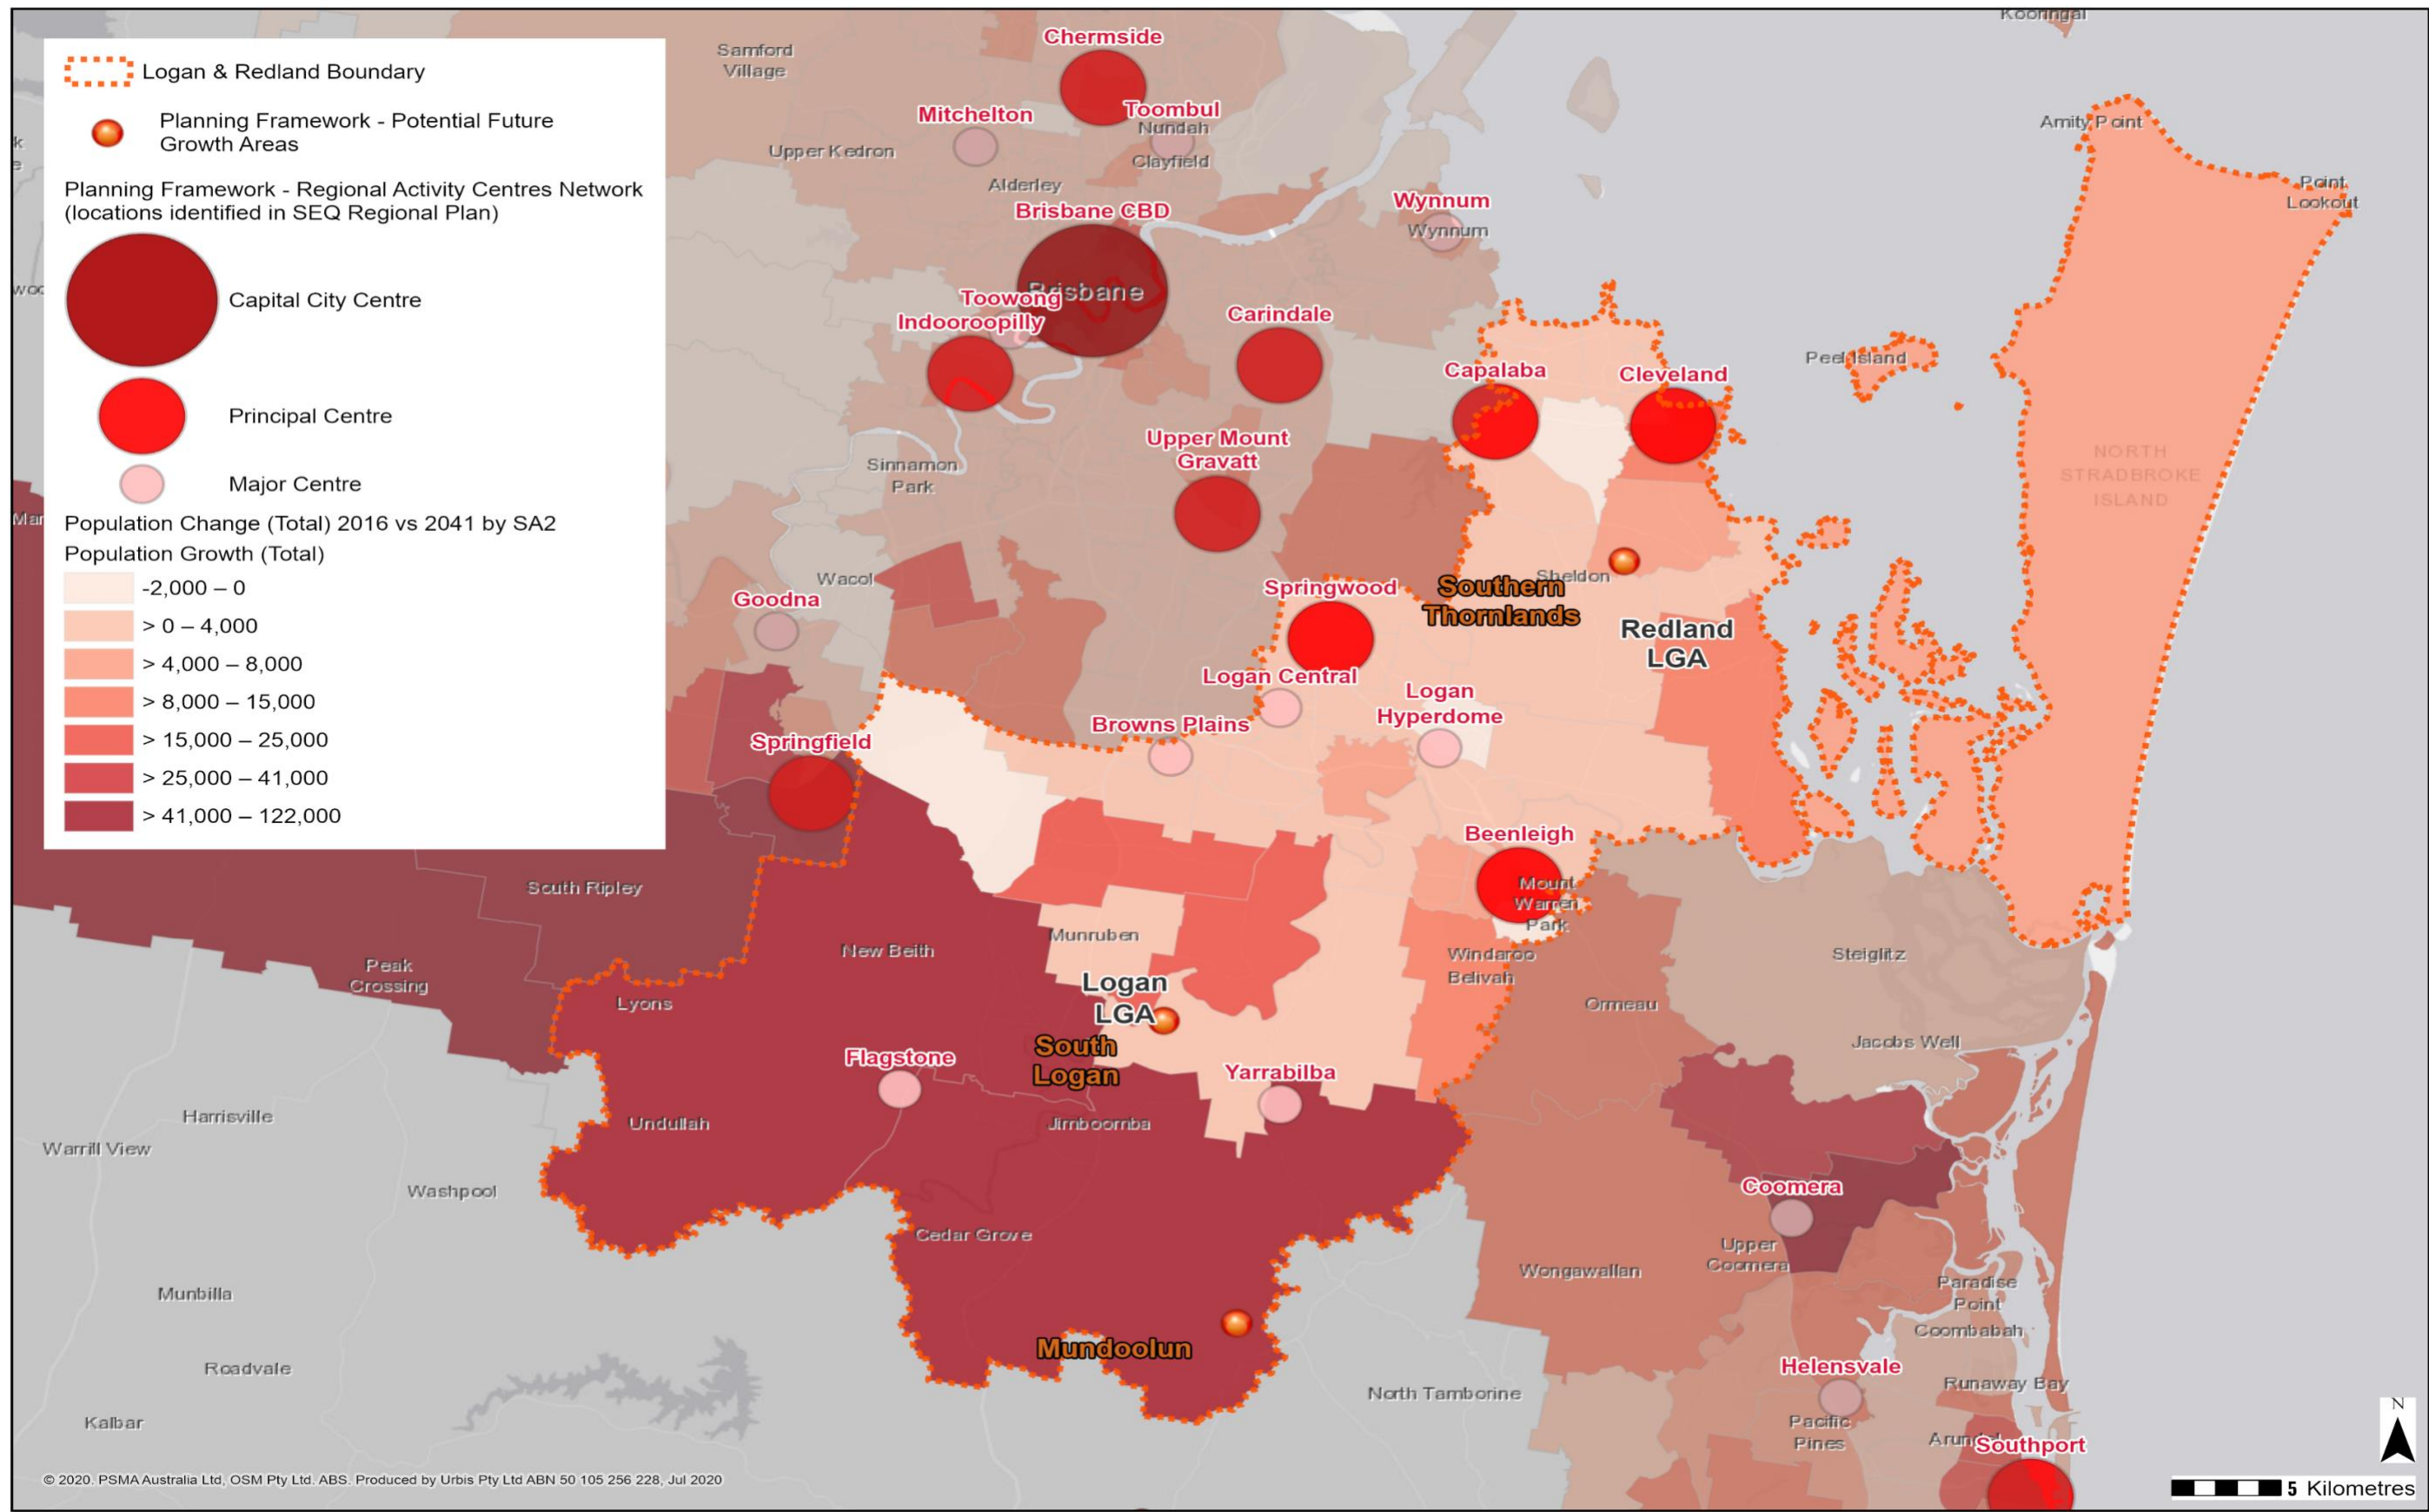 Logan & Redland Boundary
Planning Framework - Potential Future
Growth Areas
Planning Framework - Regional Activity Centres Network
(locations identified in SEQ Regional Plan)
Capital City Centre
Principal Centre
Major Centre
Population Change (Total) 2016 vs 2041 by SA2
Population Growth (Total)
-2,000 – 0
> 0 – 4,000
> 4,000 – 8,000
> 8,000 – 15,000
> 15,000 – 25,000
> 25,000 – 41,000
> 41,000 – 122,000
Kooringal
Chermside
Samford
Village
Toombul
Mitchelton
Nundah
Amity Point
Upper Kedron
Clayfield
Alderley
Point
Lookout
Wynnum
Brisbane CBD
Wynnum
Brisbane
Toowong
Indooroopilly
Carindale
Peel Island
Capalaba
Cleveland
Upper Mount
Gravatt
NORTH
STRADBROKE
ISLAND
Sinnamon
Park
Wacol
Sheldon
Goodna
Springwood
Southern
Thornlands
Redland
LGA
Logan Central
Logan
Hyperdome
Browns Plains
Springfield
Beenleigh
Mount
Warren
Park
South Ripley
Munruben
New Beith
Windaroo
Belivah
Steiglitz
Peak
Crossing
Logan
LGA
Lyons
Ormeau
South
Logan
Jacobs Well
Flagstone
Yarrabilba
Harrisville
Undullah
Jimboomba
Warrill View
Washpool
Coomera
Cedar Grove
Upper
Coomera
Wongawallan
Munbilla
Paradise
Point
Mundoolun
Coombabah
Roadvale
Helensvale
North Tamborine
Runaway Bay
Kalbar
Pacific
Pines
Southport
N
© 2020. PSMA Australia Ltd, OSM Pty Ltd. ABS. Produced by Urbis Pty Ltd ABN 50 105 256 228, Jul 2020
5 Kilometres